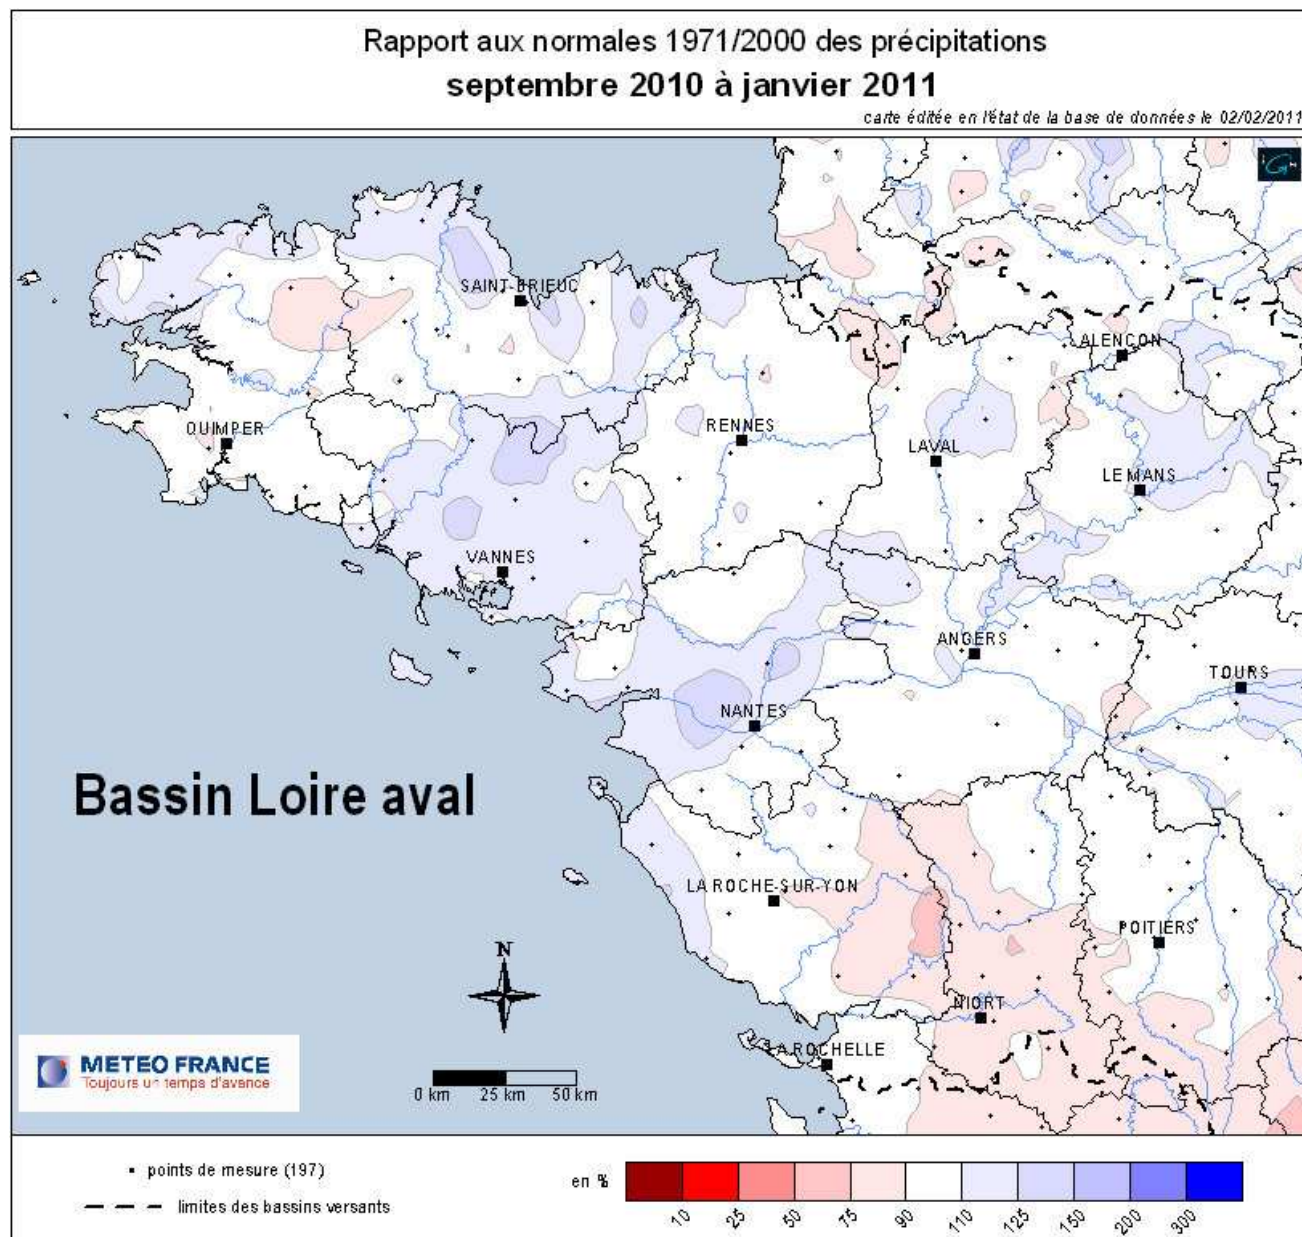 Rapport aux normales 1971/2000 des précipitations
septembre 2010 à janvier 2011
carte éditée en l'état de la base de données le 02/02/2011
SAINT-BRIEUC
ALENCON
QUIMPER
RENNES
LAVAL
LE MANS
VANNES
ANGERS
TOURS
NANTES
Bassin Loire aval
LA ROCHE-SUR-YON
POITIERS
N
NIORT
LA ROCHELLE
METEO FRANCE
Toujours un temps d'avance
0 km 25 km 50 km
points de mesure (197)
limites des bassins versants
en %
10 25 50 75 90 110 125 150 200 300